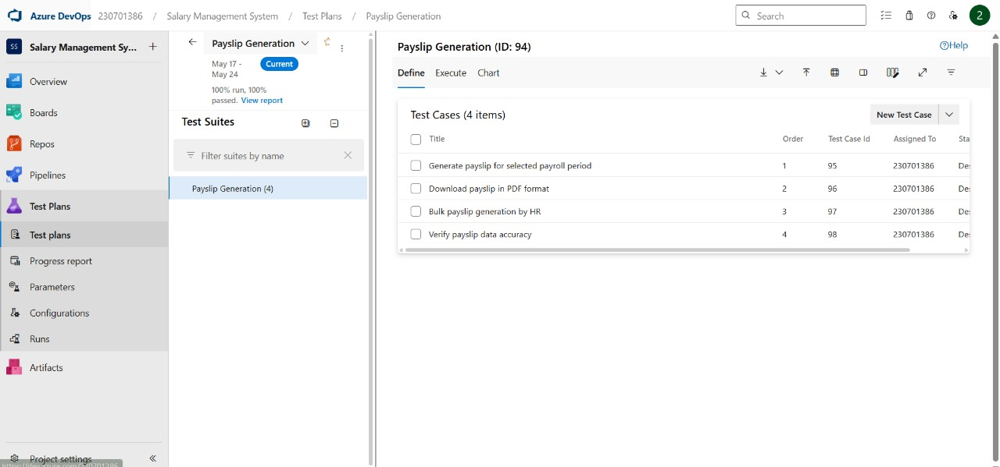 Azure DevOps 230701386 / Salary Management System / Test Plans / Payslip Generation
Search
2
SS Salary Management Sy... +
Overview
Boards
Repos
Pipelines
Test Plans
Test plans
Progress report
Parameters
Configurations
Runs
Artifacts
Project settings
Payslip Generation
May 17 -
May 24
Current
100% run, 100%
passed. View report
Test Suites
Filter suites by name
Payslip Generation (4)
Payslip Generation (ID: 94)
Help
Define Execute Chart
Test Cases (4 items)
New Test Case
Title Order Test Case Id Assigned To Sta
Generate payslip for selected payroll period 1 95 230701386 De
Download payslip in PDF format 2 96 230701386 De
Bulk payslip generation by HR 3 97 230701386 De
Verify payslip data accuracy 4 98 230701386 De